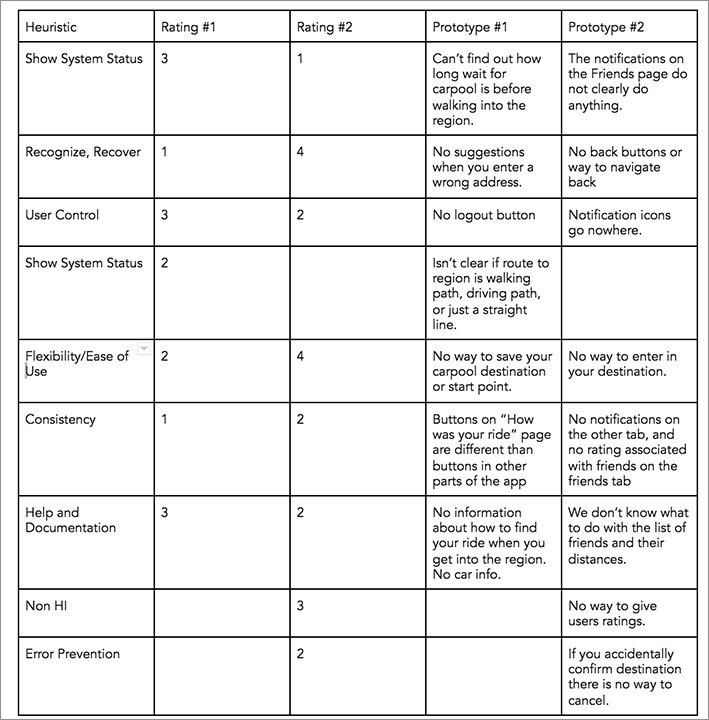 Heuristic Rating #1 Rating #2 Prototype #1 Prototype #2
Show System Status 3 1 Can't find out how The notifications on
long wait for the Friends page do
carpool is before not clearly do
walking into the anything.
region.
Recognize, Recover 1 4 No suggestions No back buttons or
when you enter a way to navigate
wrong address. back
User Control 3 2 No logout button Notification icons
go nowhere.
Show System Status 2 Isn't clear if route to
region is walking
path, driving path,
or just a straight
line.
Flexibility/Ease of 2 4 No way to save your No way to enter in
Use carpool destination your destination.
or start point.
Consistency 1 2 Buttons on “How No notifications on
was your ride” page the other tab, and
are different than no rating associated
buttons in other with friends on the
parts of the app friends tab
Help and 3 2 No information We don't know what
Documentation about how to find to do with the list of
your ride when you friends and their
get into the region. distances.
No car info.
Non HI 3 No way to give
users ratings.
Error Prevention 2 If you accidentally
confirm destination
there is no way to
cancel.